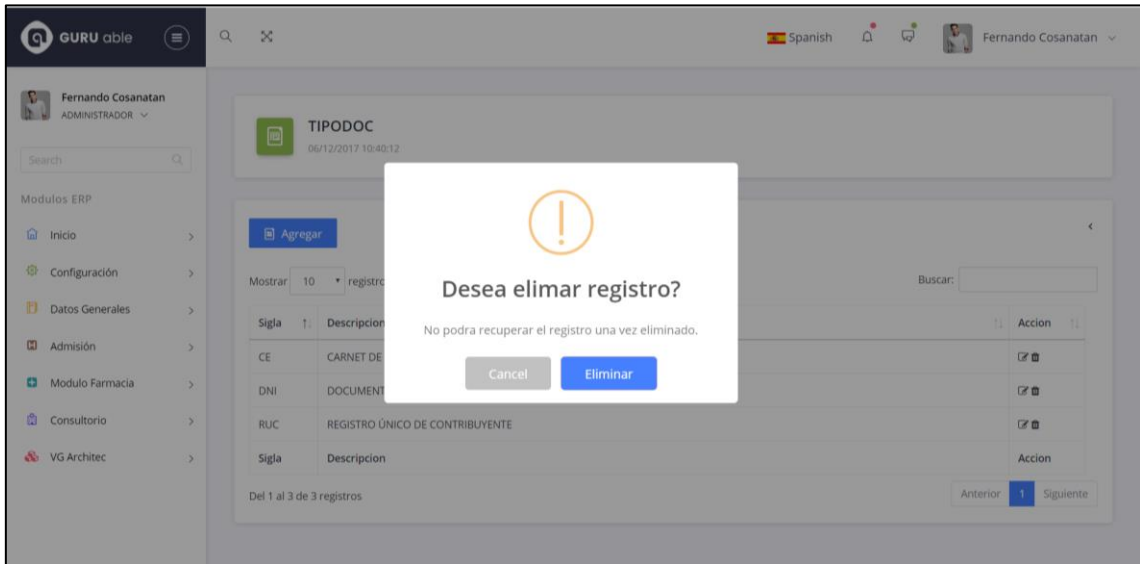 GURU able
Spanish
Fernando Cosanatan
Fernando Cosanatan
ADMINISTRADOR
Search
Modulos ERP
Inicio
Configuración
Datos Generales
Admisión
Modulo Farmacia
Consultorio
VG Architec
TIPODOC
06/12/2017 10:40:12
Agregar
Mostrar 10 registro
Buscar:
Sigla Descripcion Accion
CE CARNET DE
DNI DOCUMENT
RUC REGISTRO ÚNICO DE CONTRIBUYENTE
Sigla Descripcion Accion
Del 1 al 3 de 3 registros
Anterior 1 Siguiente
Desea elimar registro?
No podra recuperar el registro una vez eliminado.
Cancel Eliminar